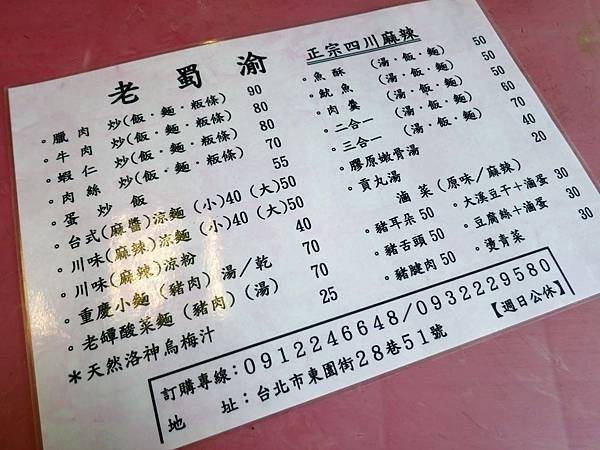 老蜀渝
。臘肉 炒(飯·麵·粄條) 90
。牛肉 炒(飯·麵·粄條) 80
。蝦仁 炒(飯·麵·粄條) 80
。肉絲 炒(飯·麵·粄條) 70
。蛋炒飯 55
。台式(麻醬)涼麵(小)40(大)50
。川味(麻辣)涼麵(小)40(大)50
。川味(麻辣)涼粉 40
。重慶小麵(豬肉)湯/乾 70
。老罈酸菜麵(豬肉)(湯) 70
＊天然洛神烏梅汁 25
正宗四川麻辣
。魚酥 (湯·飯·麵) 50
。魷魚 (湯·飯·麵) 50
。肉羹 (湯·飯·麵) 50
。二合一 (湯·飯·麵) 60
。三合一 (湯·飯·麵) 70
。膠原嫩骨湯 40
。貢丸湯 20
滷菜(原味/麻辣)
。豬耳朵50 。大溪豆干＋滷蛋 30
。豬舌頭50 。豆腐絲＋滷蛋 30
。豬腱肉50 。燙青菜 30
訂購專線：0912246648/0932229580
地址：台北市東園街28巷51號 【週日公休】